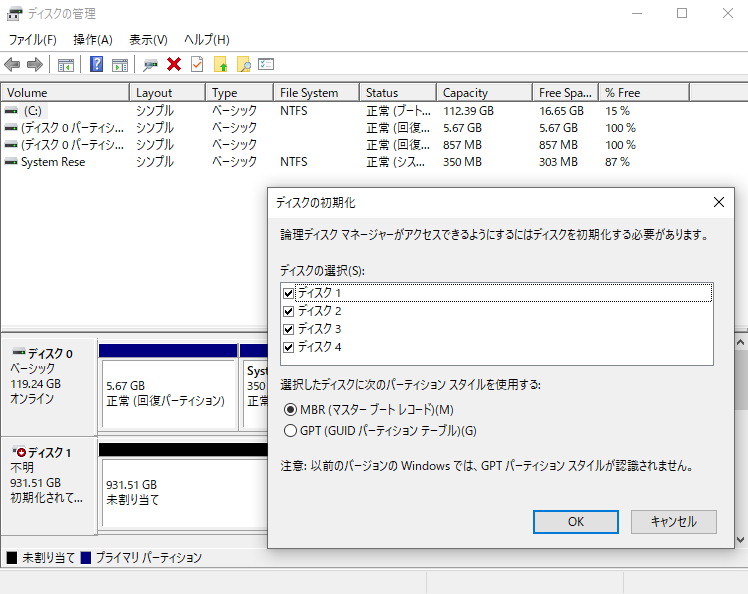 ディスクの管理
ファイル(F) 操作(A) 表示(V) ヘルプ(H)
Volume Layout Type File System Status Capacity Free Spa... % Free
(C:) シンプル ベーシック NTFS 正常 (ブート... 112.39 GB 16.65 GB 15 %
(ディスク 0 パーティシ... シンプル ベーシック 正常 (回復... 5.67 GB 5.67 GB 100 %
(ディスク 0 パーティシ... シンプル ベーシック 正常 (回復... 857 MB 857 MB 100 %
System Rese シンプル ベーシック NTFS 正常 (シス... 350 MB 303 MB 87 %
ディスクの初期化
論理ディスク マネージャーがアクセスできるようにするにはディスクを初期化する必要があります。
ディスクの選択(S):
ディスク 1
ディスク 2
ディスク 3
ディスク 4
選択したディスクに次のパーティション スタイルを使用する:
MBR (マスター ブート レコード)(M)
GPT (GUID パーティション テーブル)(G)
注意: 以前のバージョンの Windows では、GPT パーティション スタイルが認識されません。
OK キャンセル
ディスク 0
ベーシック
119.24 GB
オンライン
5.67 GB
正常 (回復パーティション)
Syst
350
正常
ディスク 1
不明
931.51 GB
初期化されて...
931.51 GB
未割り当て
未割り当て プライマリ パーティション